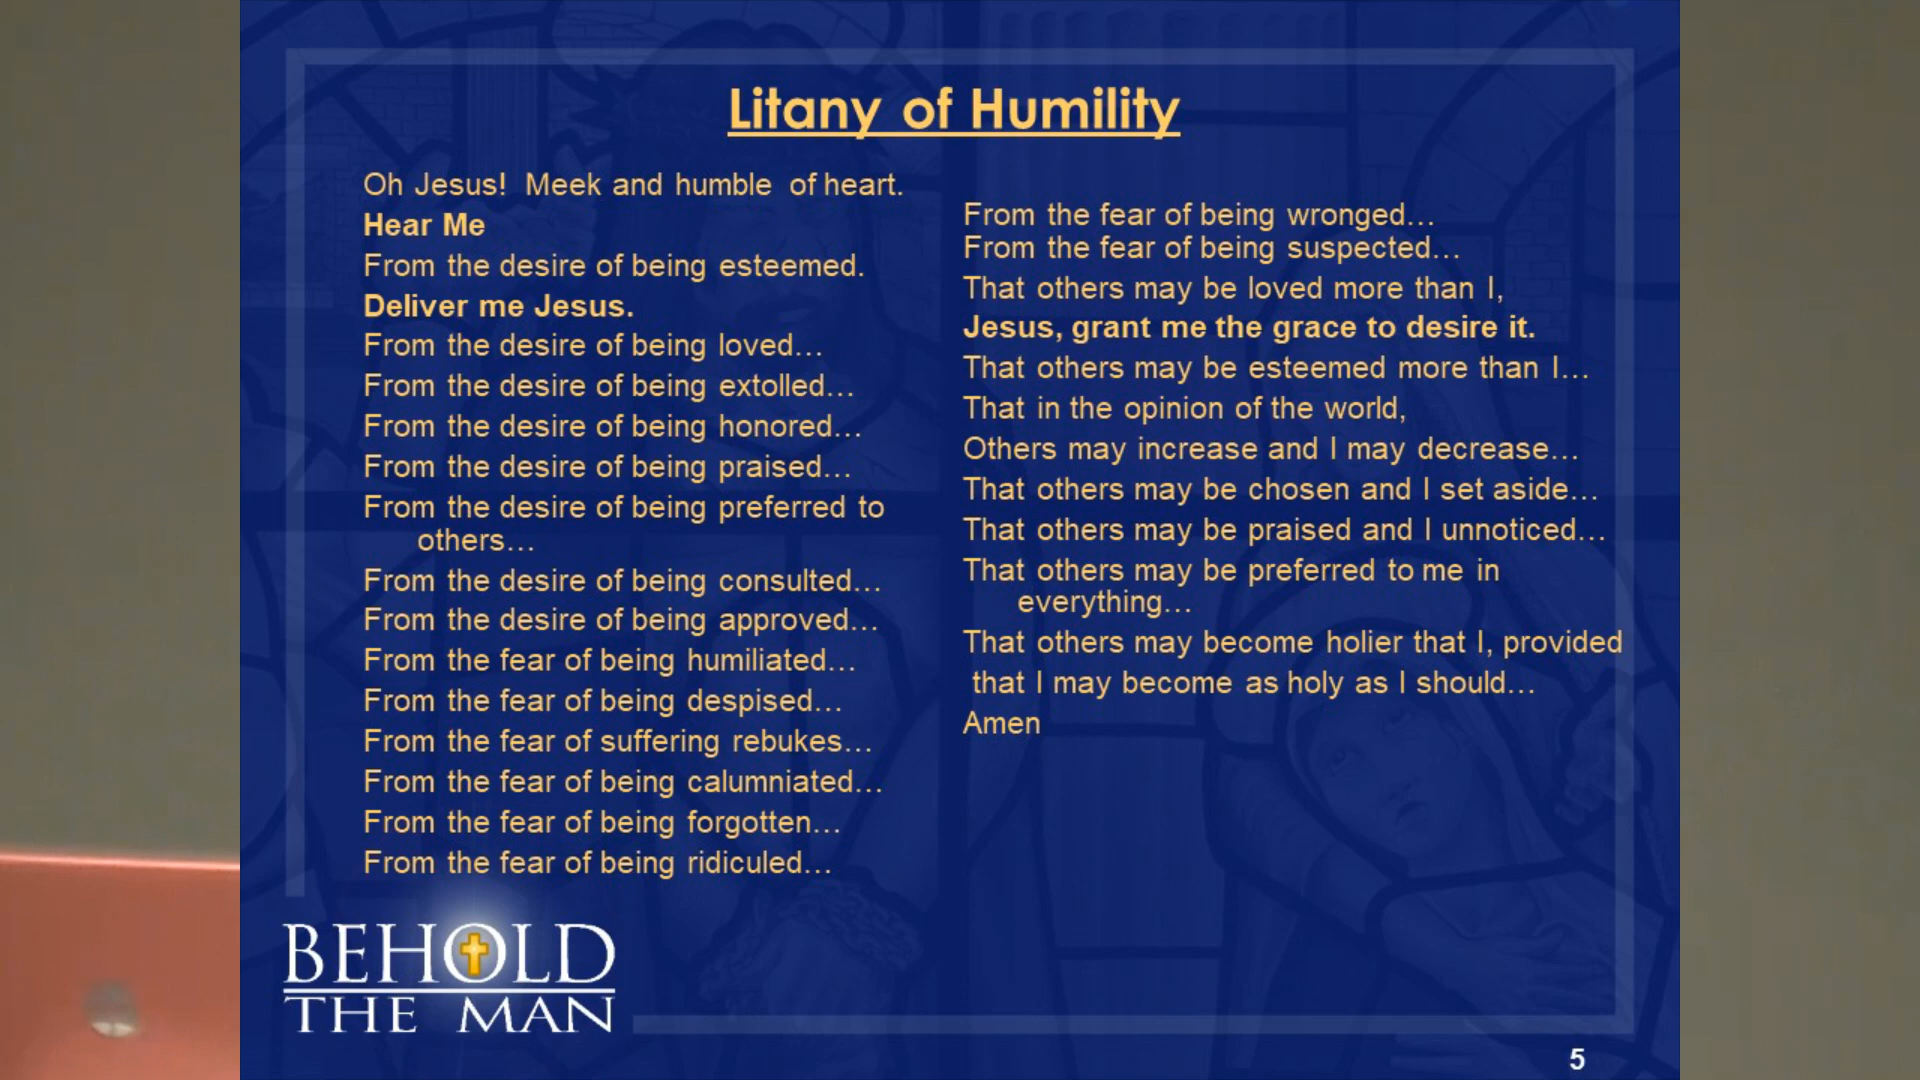 Litany of Humility
Oh Jesus! Meek and humble of heart.
Hear Me
From the desire of being esteemed.
Deliver me Jesus.
From the desire of being loved…
From the desire of being extolled…
From the desire of being honored…
From the desire of being praised…
From the desire of being preferred to
others…
From the desire of being consulted…
From the desire of being approved…
From the fear of being humiliated…
From the fear of being despised…
From the fear of suffering rebukes…
From the fear of being calumniated…
From the fear of being forgotten…
From the fear of being ridiculed…
From the fear of being wronged…
From the fear of being suspected…
That others may be loved more than I,
Jesus, grant me the grace to desire it.
That others may be esteemed more than I…
That in the opinion of the world,
Others may increase and I may decrease…
That others may be chosen and I set aside…
That others may be praised and I unnoticed…
That others may be preferred to me in
everything…
That others may become holier that I, provided
that I may become as holy as I should…
Amen
BEHOLD
THE MAN
5